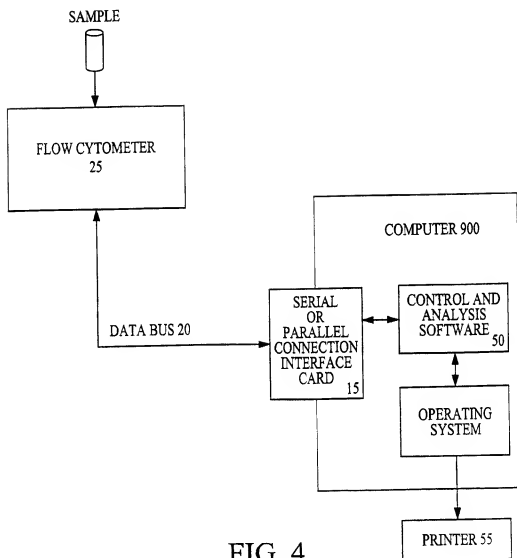 SAMPLE
FLOW CYTOMETER
25
COMPUTER 900
SERIAL
OR
PARALLEL
CONNECTION
INTERFACE
CARD
15
CONTROL AND
ANALYSIS
SOFTWARE
50
DATA BUS 20
OPERATING
SYSTEM
PRINTER 55
FIG. 4